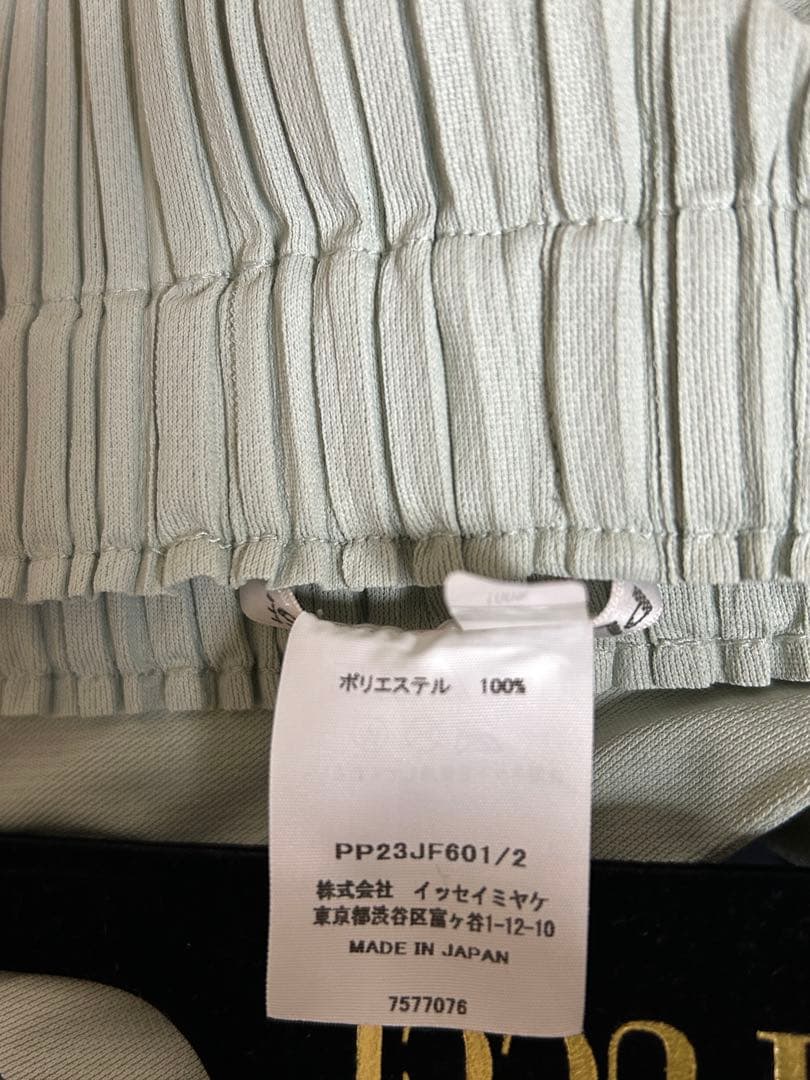 ポリエステル 100%
PP23JF601/2
株式会社 イッセイミヤケ
東京都渋谷区富ヶ谷1-12-10
MADE IN JAPAN
7577076